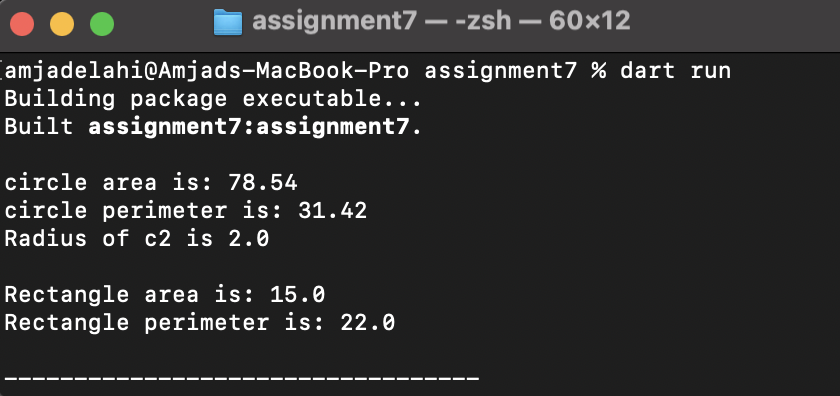 assignment7 — -zsh — 60×12
[amjadelahi@Amjads-MacBook-Pro assignment7 % dart run
Building package executable...
Built assignment7:assignment7.
circle area is: 78.54
circle perimeter is: 31.42
Radius of c2 is 2.0
Rectangle area is: 15.0
Rectangle perimeter is: 22.0
----------------------------------